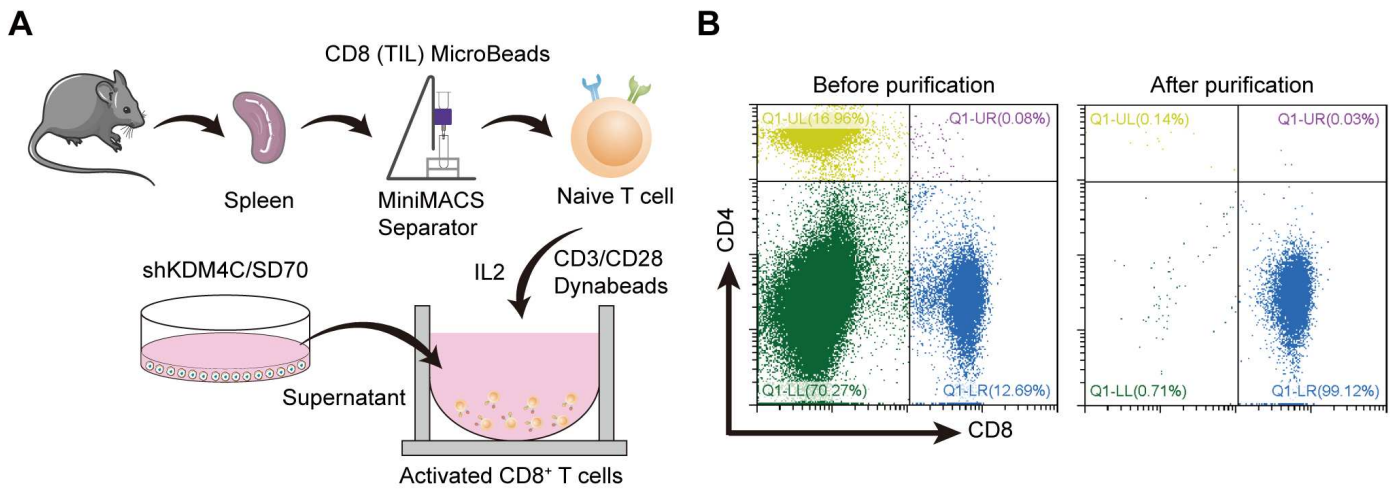 A
CD8 (TIL) MicroBeads
Spleen
MiniMACS
Separator
Naive T cell
shKDM4C/SD70
IL2
CD3/CD28
Dynabeads
Supernatant
Activated CD8⁺ T cells
B
Before purification
After purification
Q1-UL(16.96%)
Q1-UR(0.08%)
Q1-UL(0.14%)
Q1-UR(0.03%)
CD4
Q1-LL(70.27%)
Q1-LR(12.69%)
Q1-LL(0.71%)
Q1-LR(99.12%)
CD8